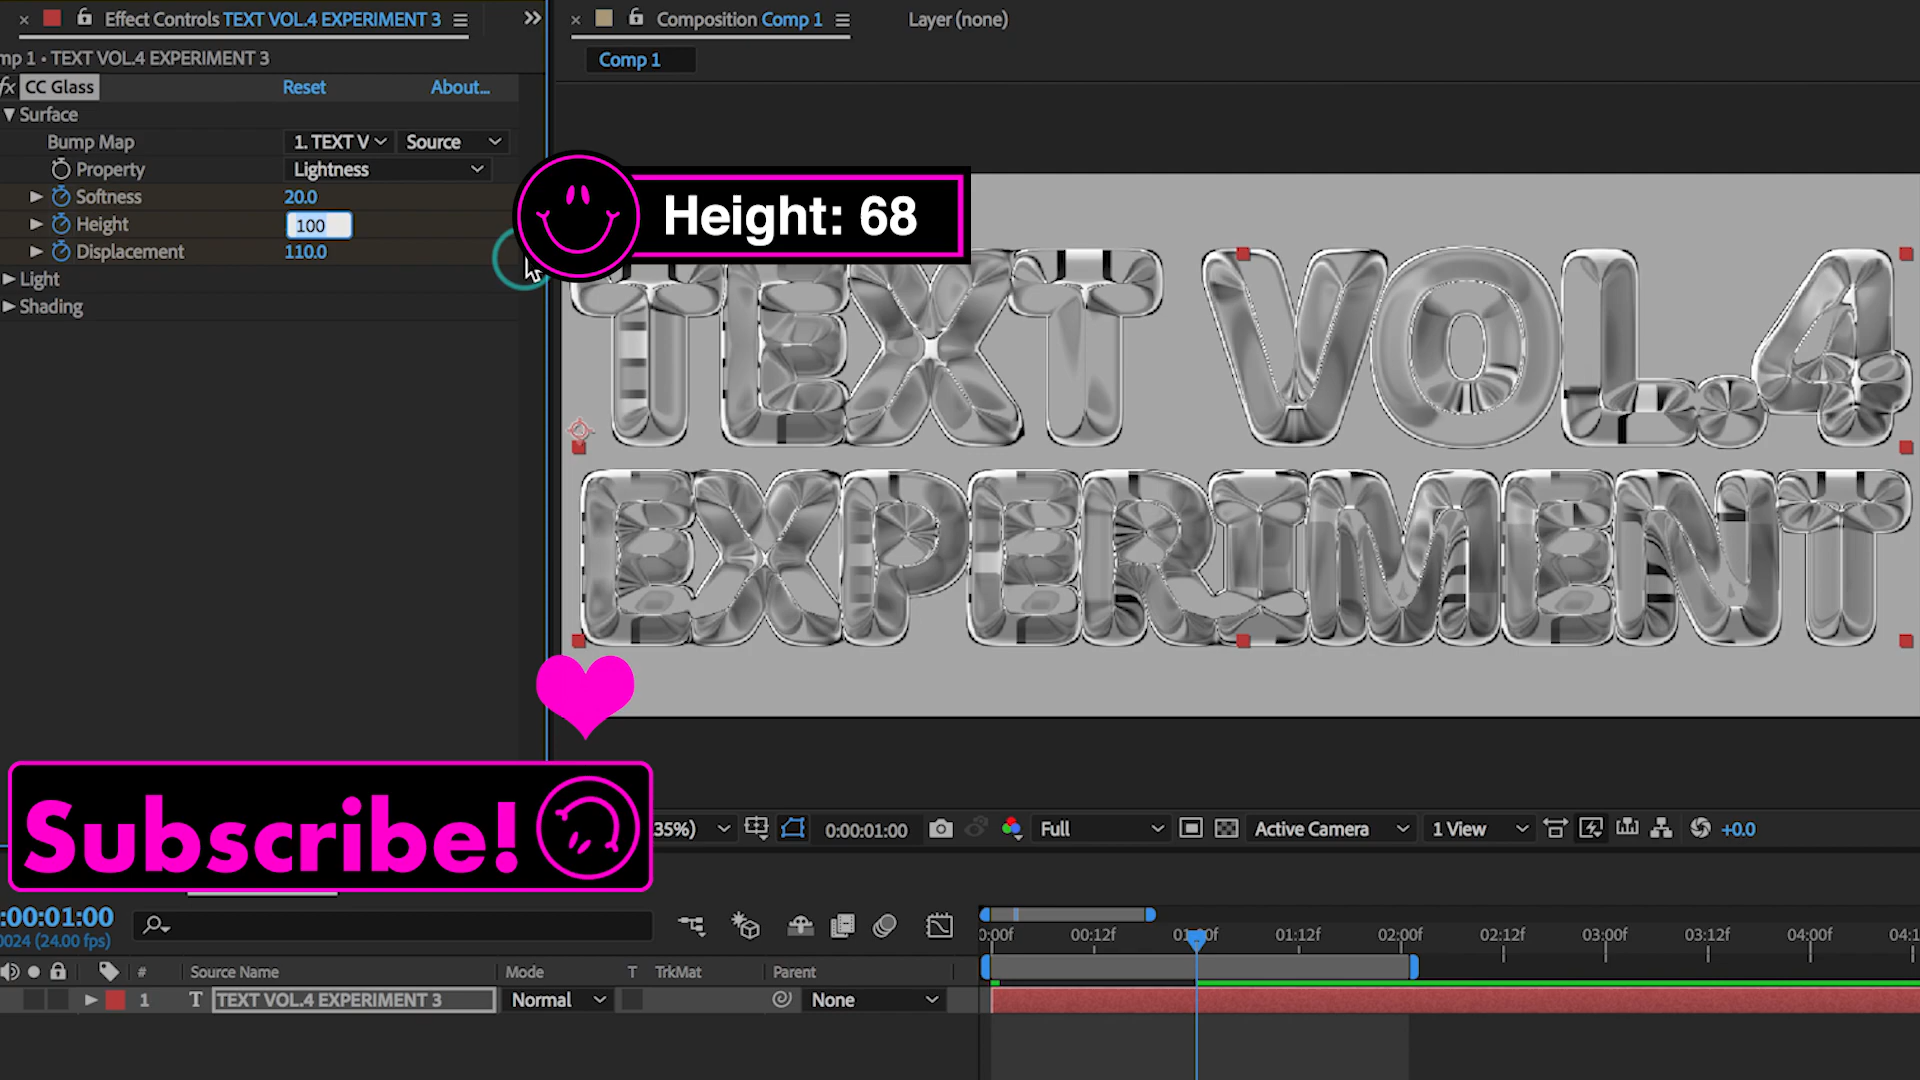 Effect Controls TEXT VOL.4 EXPERIMENT 3
Composition Comp 1
Layer (none)
mp 1 • TEXT VOL.4 EXPERIMENT 3
Comp 1
fx CC Glass Reset About...
Surface
Bump Map 1. TEXT V Source
Property Lightness
Softness 20.0
Height 100
Displacement 110.0
Light
Shading
Height: 68
TEXT VOL.4
EXPERIMENT
Subscribe!
35%) 0:00:01:00 Full Active Camera 1 View +0.0
:00:01:00
0024 (24.00 fps)
0:00f 00:12f 01:00f 01:12f 02:00f 02:12f 03:00f 03:12f 04:00f 04:1
# Source Name Mode T TrkMat Parent
1 T TEXT VOL.4 EXPERIMENT 3 Normal None